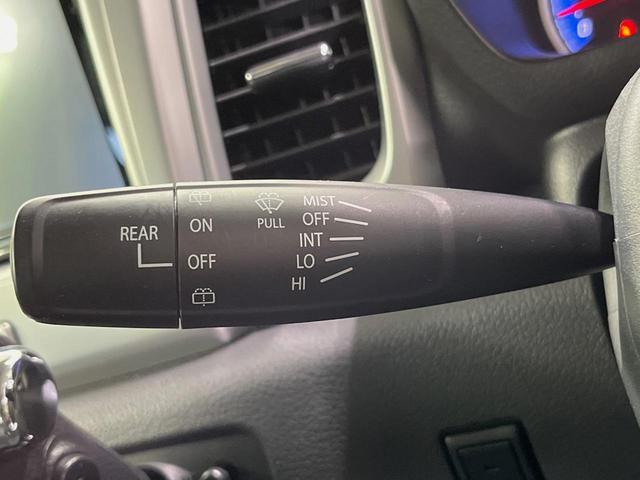 REAR
ON
OFF
PULL
MIST
OFF
INT
LO
HI